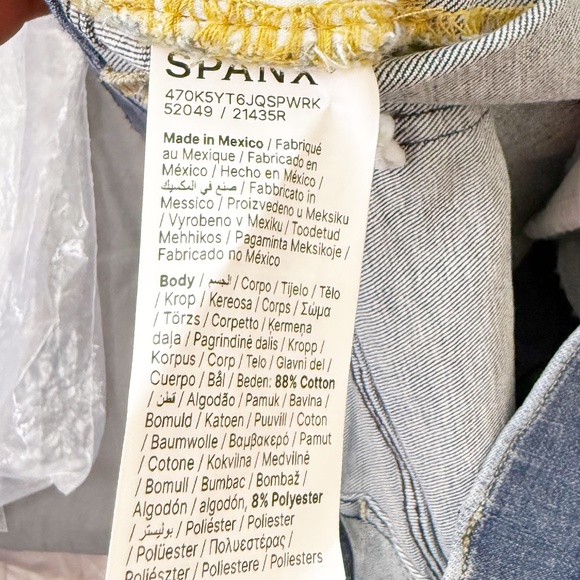 SPANX
470K5YT6JQSPWRK
52049 / 21435R
Made in Mexico / Fabriqué
au Mexique / Fabricado en
México / Hecho en México /
صنع في المكسيك / Fabbricato in
Messico / Proizvedeno u Meksiku
/ Vyrobeno v Mexiku / Toodetud
Mehhikos / Pagaminta Meksikoje /
Fabricado no México
Body / الجسم / Corpo / Tijelo / Tělo
/ Krop / Kereosa / Corps / Σώμα
/ Törzs / Corpetto / Ķermeņa
daļa / Pagrindinė dalis / Kropp /
Korpus / Corp / Telo / Glavni del /
Cuerpo / Bål / Beden: 88% Cotton
/ قطن / Algodão / Pamuk / Bavlna /
Bomuld / Katoen / Puuvill / Coton
/ Baumwolle / Βαμβακερό / Pamut
/ Cotone / Kokvilna / Medvilnė
/ Bomull / Bumbac / Bombaž /
Algodón / algodón, 8% Polyester
/ بوليستر / Poliéster / Poliester
/ Polüester / Πολυεστέρας /
Poliészter / Poliestere / Poliesters